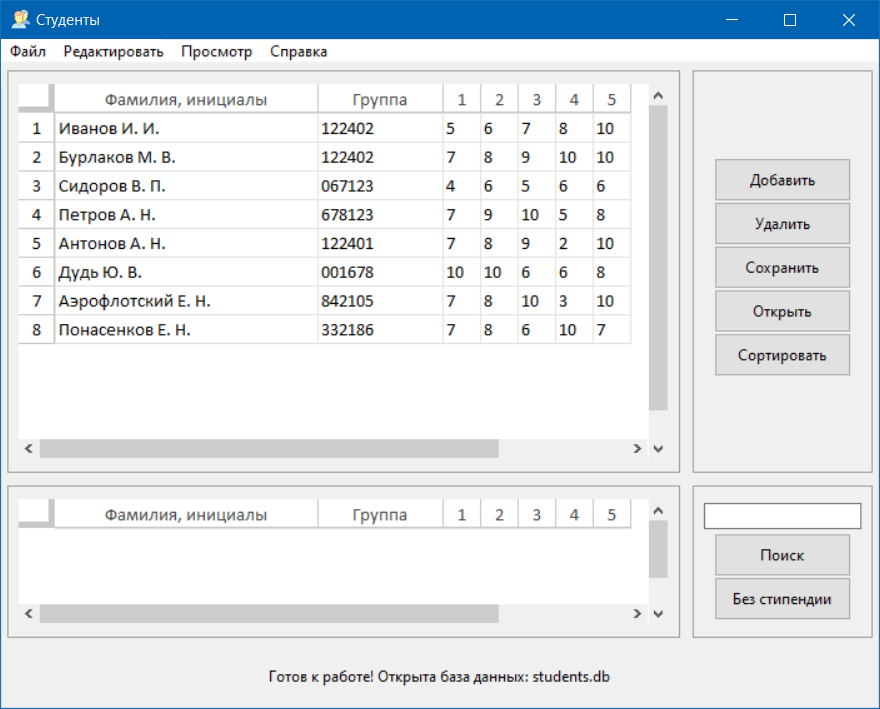 Студенты
Файл Редактировать Просмотр Справка
Фамилия, инициалы Группа 1 2 3 4 5
1 Иванов И. И. 122402 5 6 7 8 10
2 Бурлаков М. В. 122402 7 8 9 10 10
3 Сидоров В. П. 067123 4 6 5 6 6
4 Петров А. Н. 678123 7 9 10 5 8
5 Антонов А. Н. 122401 7 8 9 2 10
6 Дудь Ю. В. 001678 10 10 6 6 8
7 Аэрофлотский Е. Н. 842105 7 8 10 3 10
8 Понасенков Е. Н. 332186 7 8 6 10 7
Добавить
Удалить
Сохранить
Открыть
Сортировать
Фамилия, инициалы Группа 1 2 3 4 5
Поиск
Без стипендии
Готов к работе! Открыта база данных: students.db